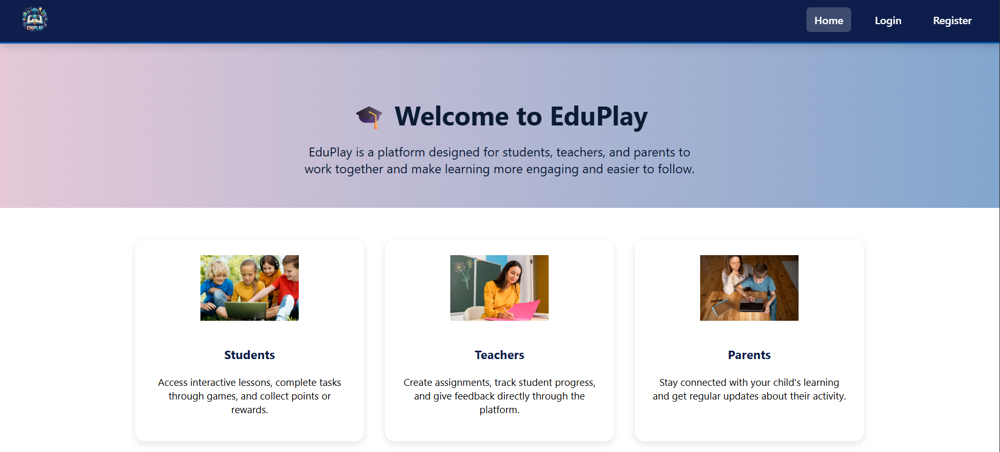 EDUPLAY
Home
Login
Register
Welcome to EduPlay
EduPlay is a platform designed for students, teachers, and parents to
work together and make learning more engaging and easier to follow.
Students
Access interactive lessons, complete tasks
through games, and collect points or
rewards.
Teachers
Create assignments, track student progress,
and give feedback directly through the
platform.
Parents
Stay connected with your child's learning
and get regular updates about their activity.